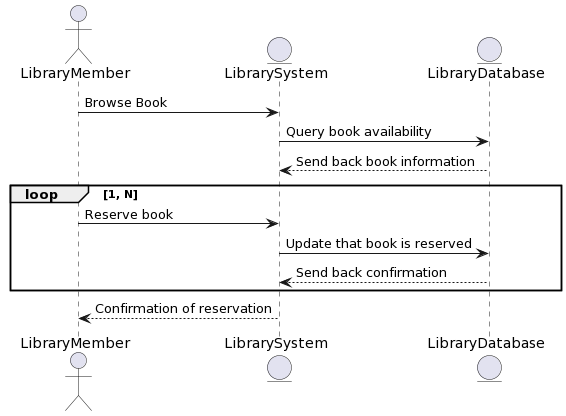 LibraryMember LibrarySystem LibraryDatabase
Browse Book
Query book availability
Send back book information
loop [1, N]
Reserve book
Update that book is reserved
Send back confirmation
Confirmation of reservation
LibraryMember LibrarySystem LibraryDatabase